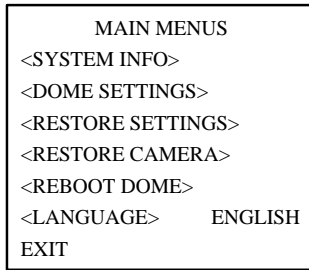 MAIN MENUS
<SYSTEM INFO>
<DOME SETTINGS>
<RESTORE SETTINGS>
<RESTORE CAMERA>
<REBOOT DOME>
<LANGUAGE> ENGLISH
EXIT